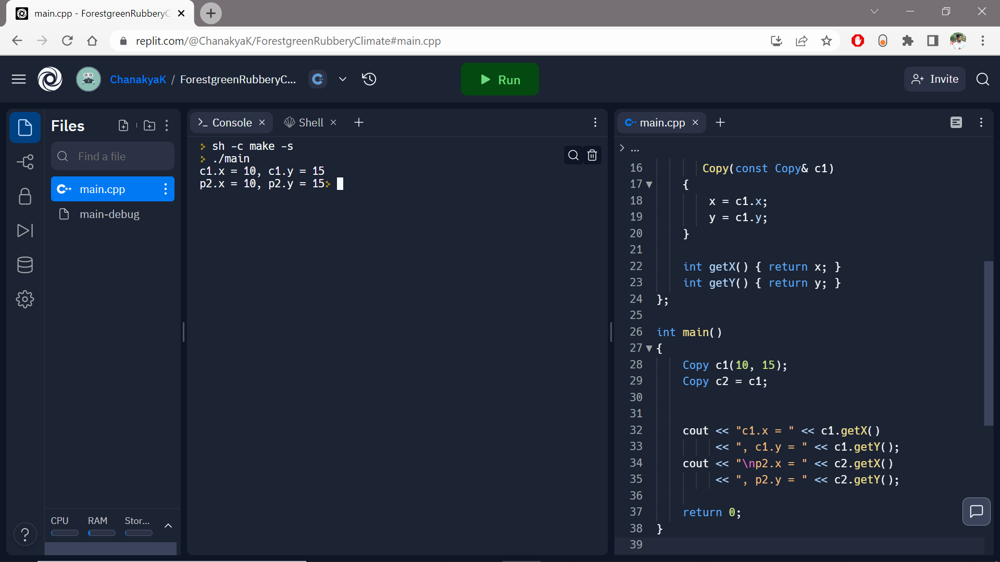 main.cpp - ForestgreenRubberyC
replit.com/@ChanakyaK/ForestgreenRubberyClimate#main.cpp
ChanakyaK / ForestgreenRubberyC...
Run
Invite
Files
Find a file
main.cpp
main-debug
CPU RAM Stor...
Console
Shell
sh -c make -s
./main
c1.x = 10, c1.y = 15
p2.x = 10, p2.y = 15
main.cpp
...
16 Copy(const Copy& c1)
17 {
18 x = c1.x;
19 y = c1.y;
20 }
21
22 int getX() { return x; }
23 int getY() { return y; }
24 };
25
26 int main()
27 {
28 Copy c1(10, 15);
29 Copy c2 = c1;
30
31
32 cout << "c1.x = " << c1.getX()
33 << ", c1.y = " << c1.getY();
34 cout << "\np2.x = " << c2.getX()
35 << ", p2.y = " << c2.getY();
36
37 return 0;
38 }
39